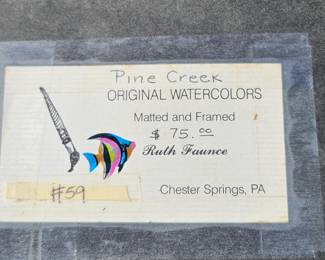 Pine Creek
ORIGINAL WATERCOLORS
Matted and Framed
$ 75.00
Ruth Faunce
#59
Chester Springs, PA